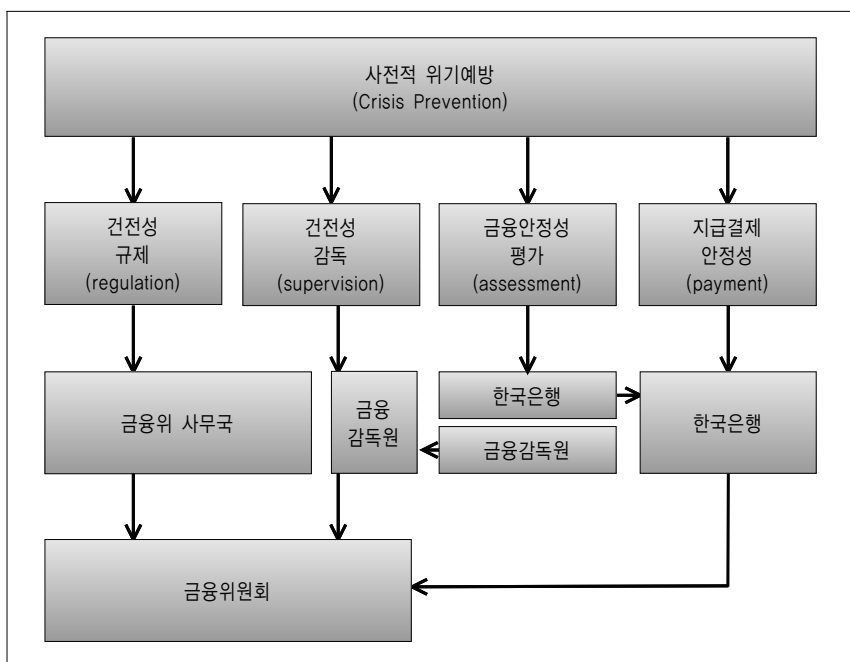 사전적 위기예방
(Crisis Prevention)
건전성
규제
(regulation)
건전성
감독
(supervision)
금융안정성
평가
(assessment)
지급결제
안정성
(payment)
금융위 사무국
금융
감독원
한국은행
금융감독원
한국은행
금융위원회